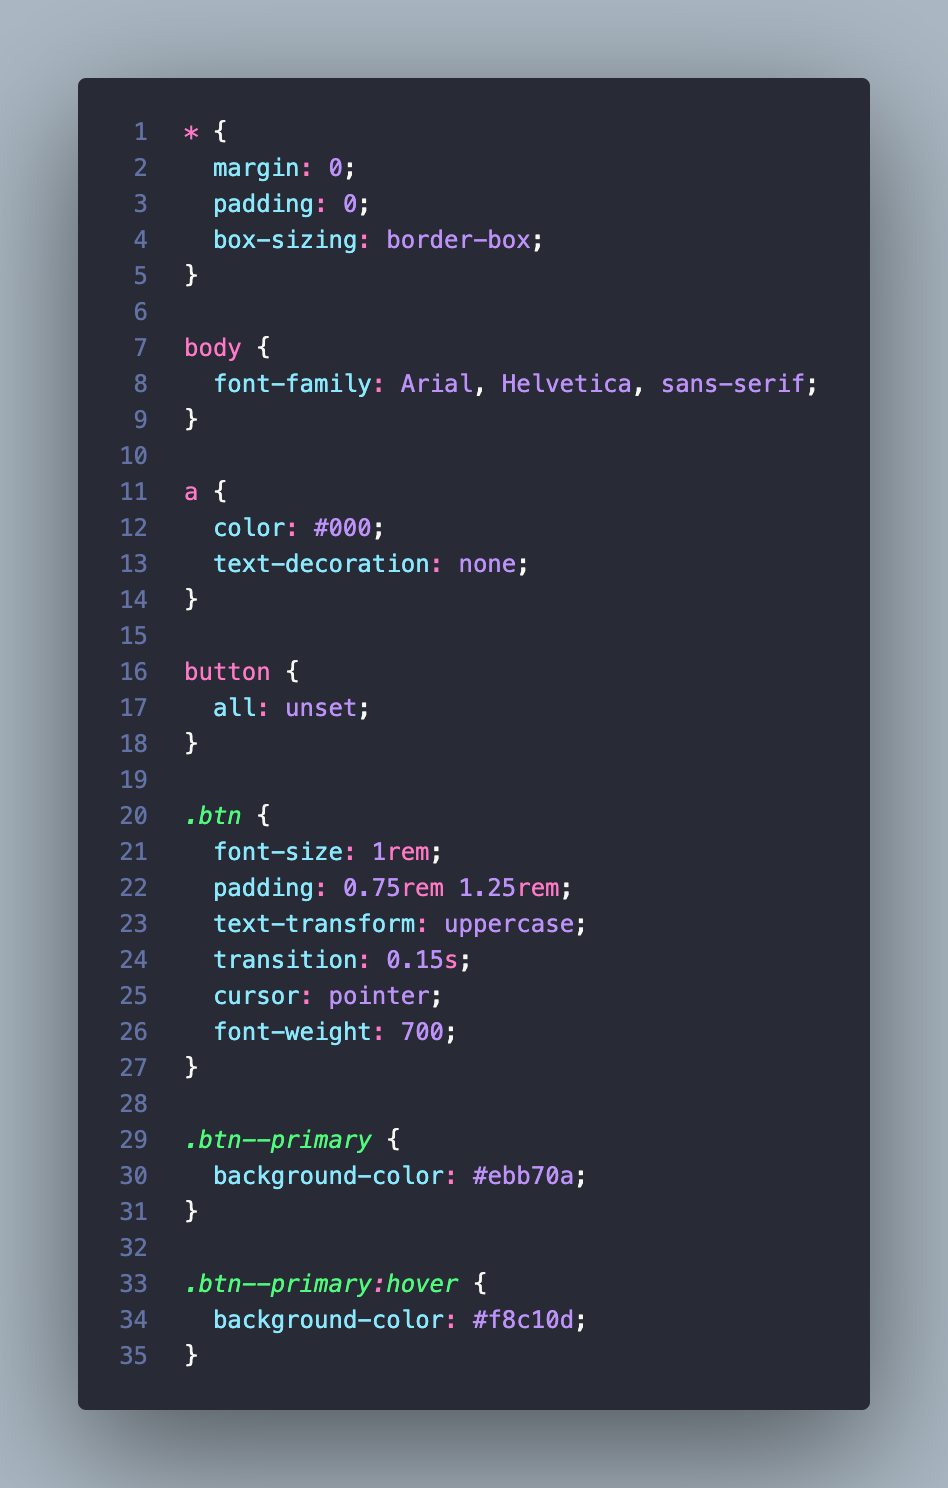 1 * {
2   margin: 0;
3   padding: 0;
4   box-sizing: border-box;
5 }
6
7 body {
8   font-family: Arial, Helvetica, sans-serif;
9 }
10
11 a {
12   color: #000;
13   text-decoration: none;
14 }
15
16 button {
17   all: unset;
18 }
19
20 .btn {
21   font-size: 1rem;
22   padding: 0.75rem 1.25rem;
23   text-transform: uppercase;
24   transition: 0.15s;
25   cursor: pointer;
26   font-weight: 700;
27 }
28
29 .btn--primary {
30   background-color: #ebb70a;
31 }
32
33 .btn--primary:hover {
34   background-color: #f8c10d;
35 }